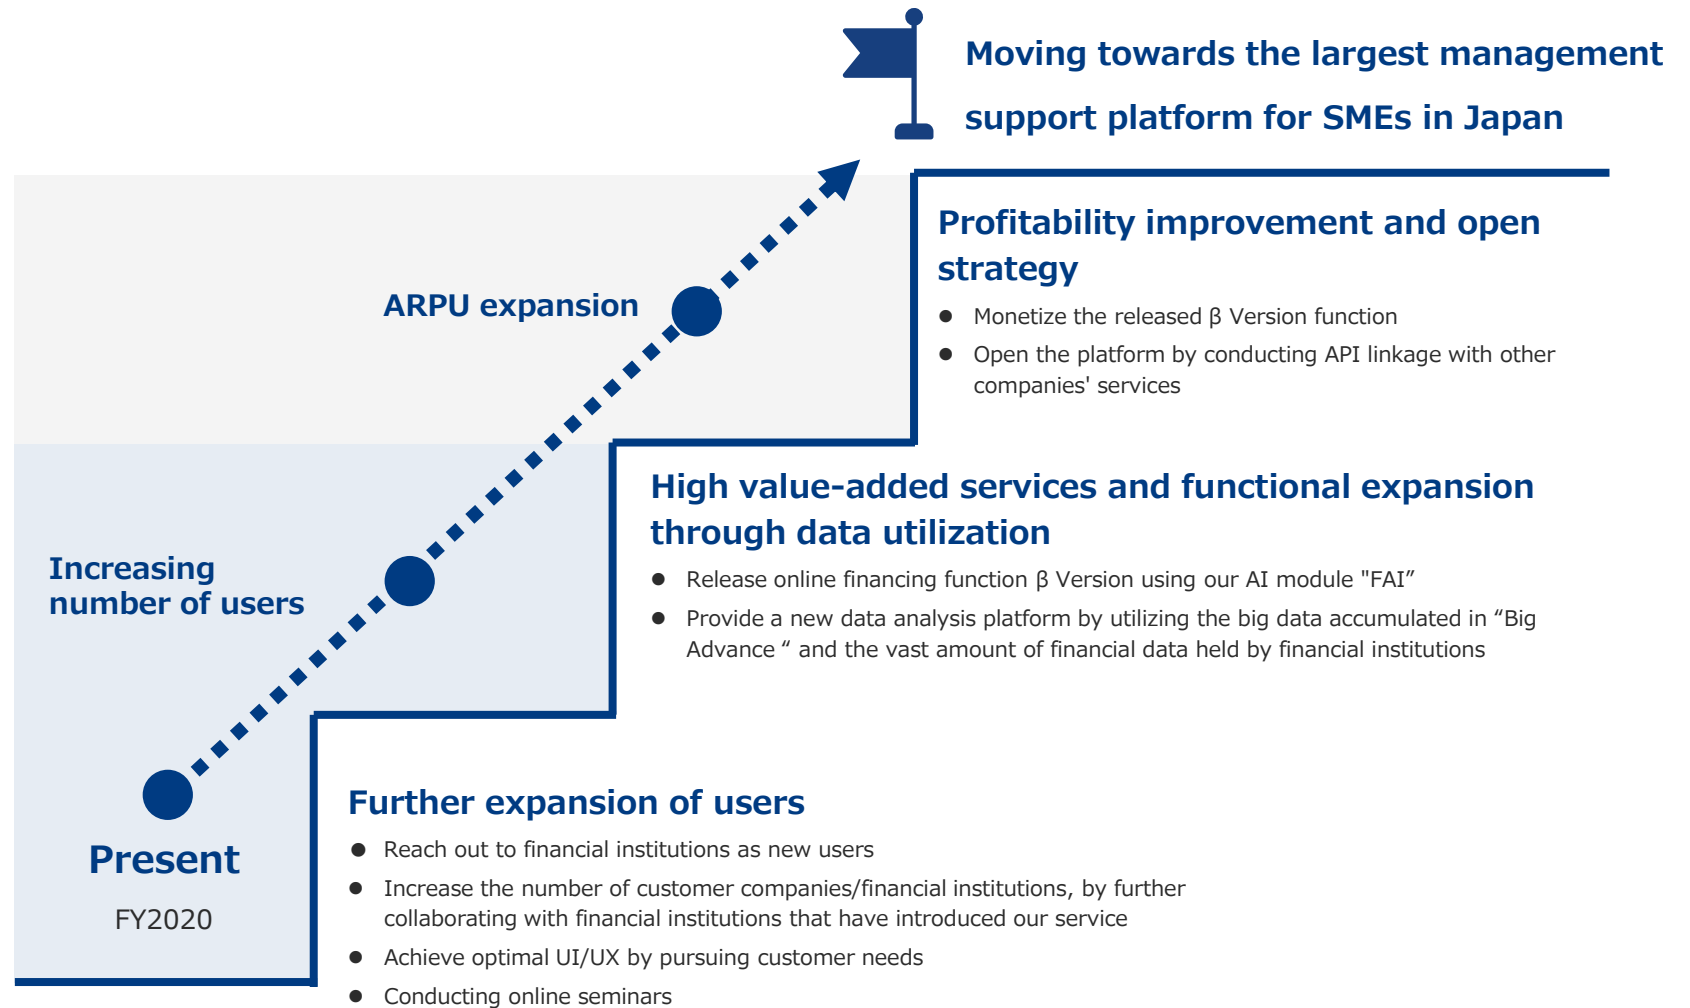 Moving towards the largest management
support platform for SMEs in Japan
Profitability improvement and open
strategy
● Monetize the released β Version function
● Open the platform by conducting API linkage with other
companies' services
ARPU expansion
High value-added services and functional expansion
through data utilization
● Release online financing function β Version using our AI module "FAI”
● Provide a new data analysis platform by utilizing the big data accumulated in “Big
Advance “ and the vast amount of financial data held by financial institutions
Increasing
number of users
Further expansion of users
● Reach out to financial institutions as new users
● Increase the number of customer companies/financial institutions, by further
collaborating with financial institutions that have introduced our service
● Achieve optimal UI/UX by pursuing customer needs
● Conducting online seminars
Present
FY2020